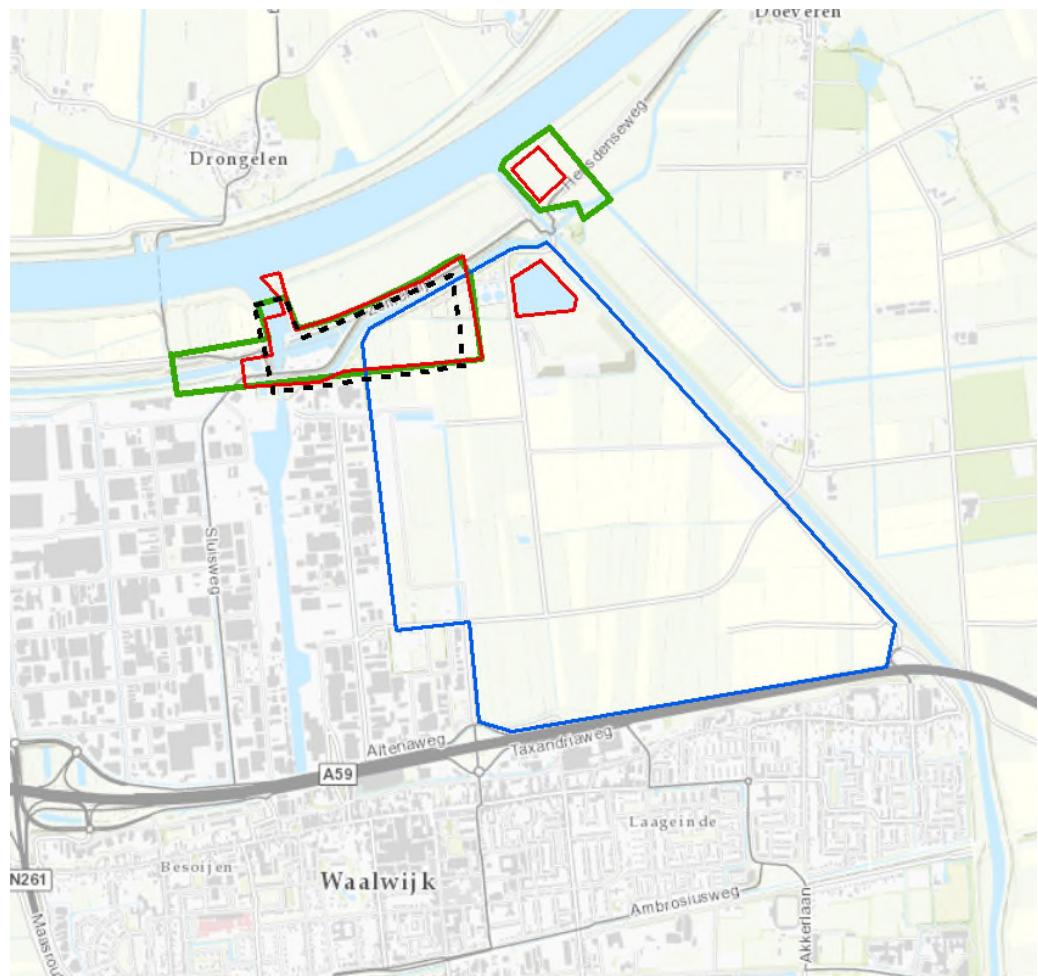 Doeveren
Drongelen
Heusdenseweg
Sluisweg
Altenaweg
Taxandriaweg
A59
Laageinde
Besoijen
N261
Waalwijk
Ambrosiusweg
Akkerlaan